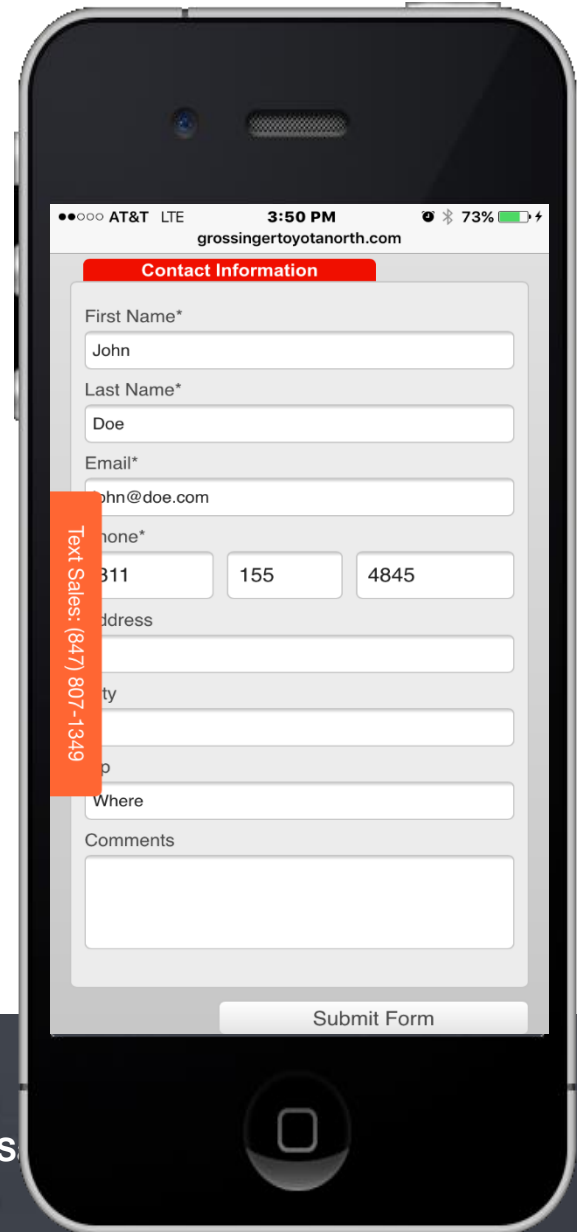 AT&T LTE 3:50 PM 73%
grossingertoyotanorth.com
Contact Information
First Name*
John
Last Name*
Doe
Email*
john@doe.com
hone*
311 155 4845
ddress
ty
p
Where
Comments
Submit Form
Text Sales: (847) 807-1349